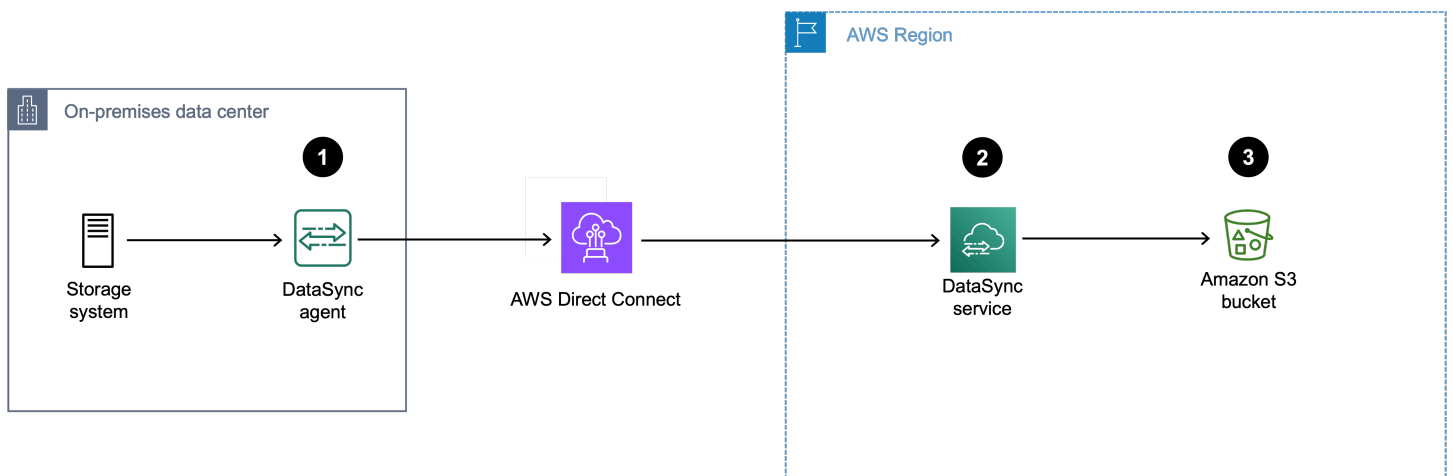 AWS Region
On-premises data center
1
2
3
Storage
system
DataSync
agent
AWS Direct Connect
DataSync
service
Amazon S3
bucket